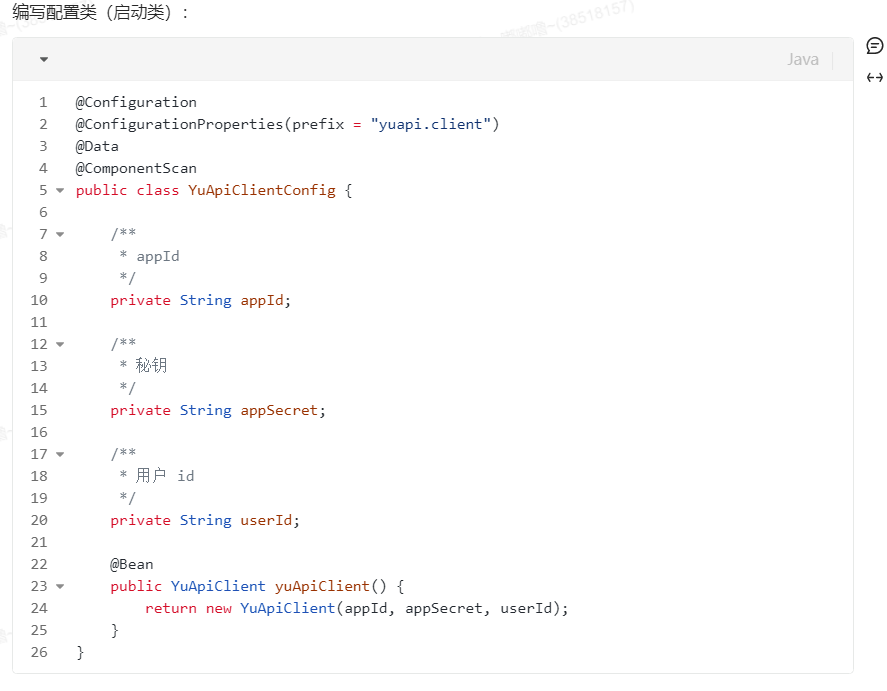 编写配置类（启动类）：
Java
1 @Configuration
2 @ConfigurationProperties(prefix = "yuapi.client")
3 @Data
4 @ComponentScan
5 public class YuApiClientConfig {
6
7     /**
8      * appId
9      */
10     private String appId;
11
12     /**
13      * 秘钥
14      */
15     private String appSecret;
16
17     /**
18      * 用户 id
19      */
20     private String userId;
21
22     @Bean
23     public YuApiClient yuApiClient() {
24         return new YuApiClient(appId, appSecret, userId);
25     }
26 }